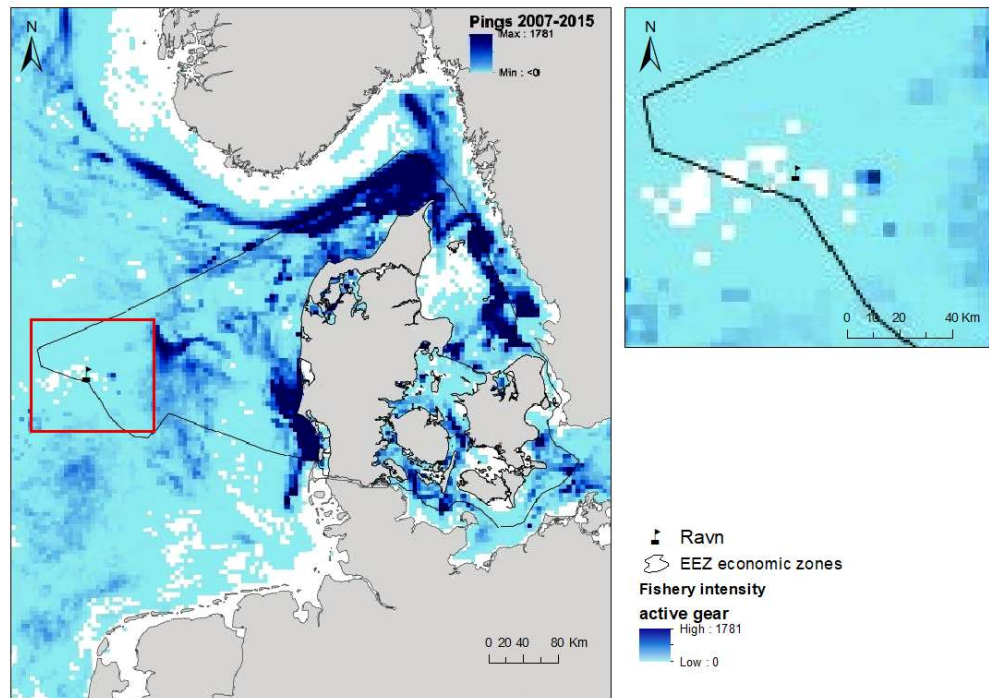 N
Pings 2007-2015
Max : 1781
Min : <0
0 20 40 80 Km
N
0 10 20 40 Km
Ravn
EEZ economic zones
Fishery intensity
active gear
High : 1781
Low : 0